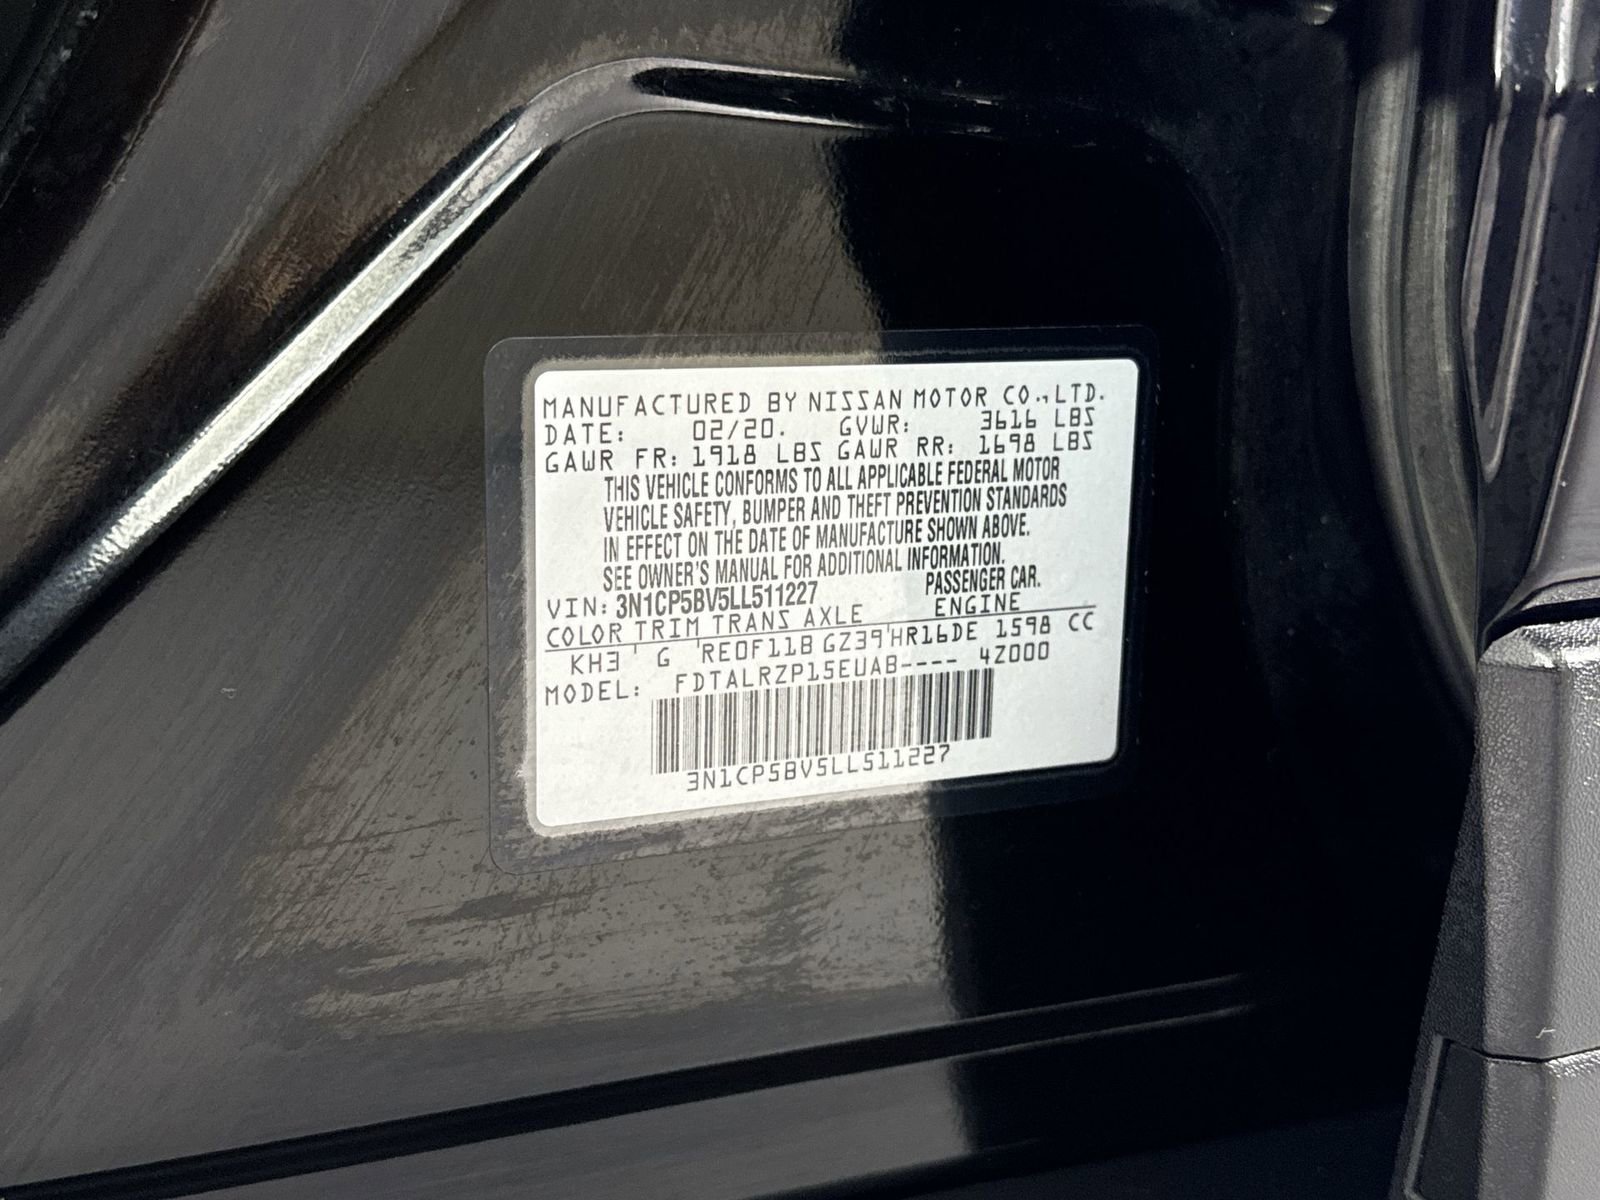 MANUFACTURED BY NISSAN MOTOR CO., LTD.
DATE: 02/20. GVWR: 3616 LBS
GAWR FR: 1918 LBS GAWR RR: 1698 LBS
THIS VEHICLE CONFORMS TO ALL APPLICABLE FEDERAL MOTOR
VEHICLE SAFETY, BUMPER AND THEFT PREVENTION STANDARDS
IN EFFECT ON THE DATE OF MANUFACTURE SHOWN ABOVE.
SEE OWNER'S MANUAL FOR ADDITIONAL INFORMATION.
VIN: 3N1CP5BV5LL511227 PASSENGER CAR.
COLOR TRIM TRANS AXLE ENGINE
KH3 ' G 'RE0F11B GZ39'HR16DE 1598 CC
MODEL: FDTALRZP15EUAB---- 4Z000
3N1CP5BV5LL511227